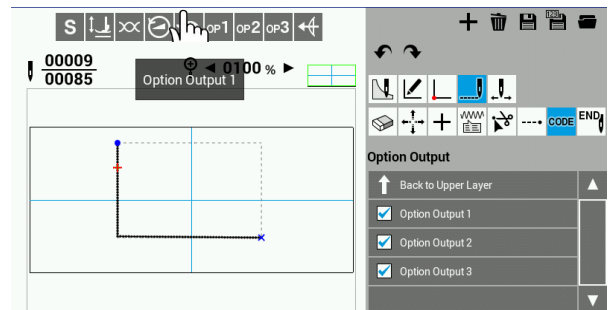 S OP1 OP2 OP3
00009
00085
0100 %
Option Output 1
123
CODE END
Option Output
Back to Upper Layer
Option Output 1
Option Output 2
Option Output 3